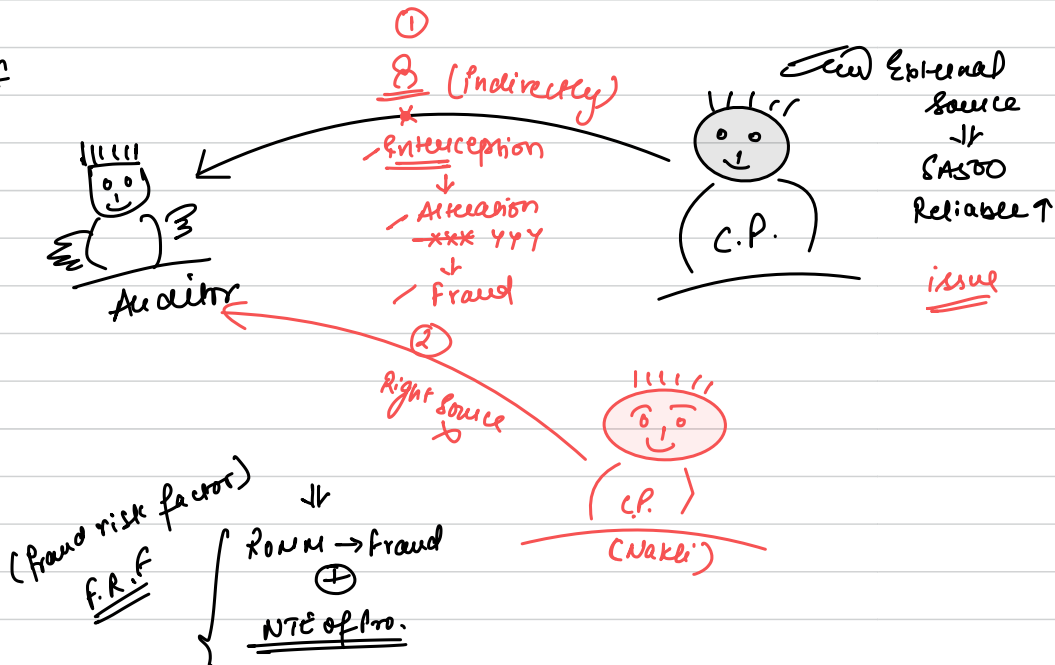 ①
(indirectly)
Interception
Alteration
xxx YYY
Fraud
External
Source
SA500
Reliable ↑
issue
C.P.
Auditor
②
Right Source
C.P.
(Nakli)
(fraud risk factor)
F.R.F
ROMM → Fraud
+
NTE of Pro.